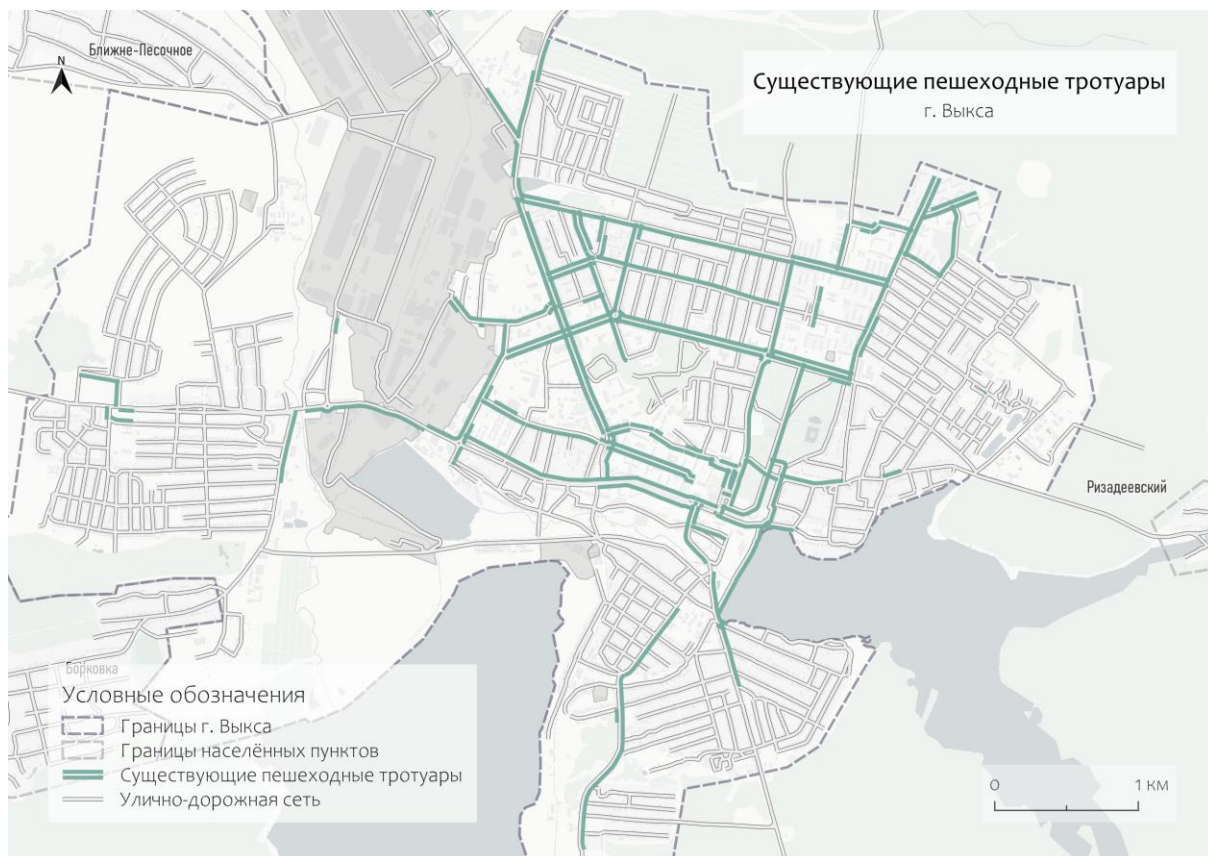 Ближне-Песочное
N
Существующие пешеходные тротуары
г. Выкса
Ризадеевский
Борковка
Условные обозначения
Границы г. Выкса
Границы населённых пунктов
Существующие пешеходные тротуары
Улично-дорожная сеть
0 1 км